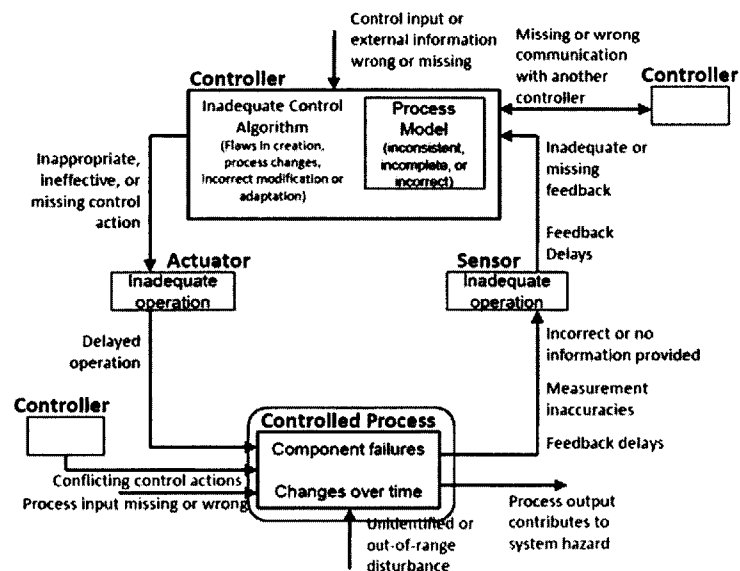 Control input or
external information
wrong or missing
Missing or wrong
communication
with another
controller
Controller
Controller
Inadequate Control
Algorithm
(Flaws in creation,
process changes,
incorrect modification or
adaptation)
Process
Model
(inconsistent,
incomplete, or
incorrect)
Inappropriate,
ineffective, or
missing control
action
Inadequate or
missing
feedback
Feedback
Delays
Actuator
Inadequate
operation
Sensor
Inadequate
operation
Delayed
operation
Incorrect or no
information provided
Measurement
inaccuracies
Feedback delays
Controller
Controlled Process
Component failures
Changes over time
Conflicting control actions
Process input missing or wrong
Unidentified or
out-of-range
disturbance
Process output
contributes to
system hazard